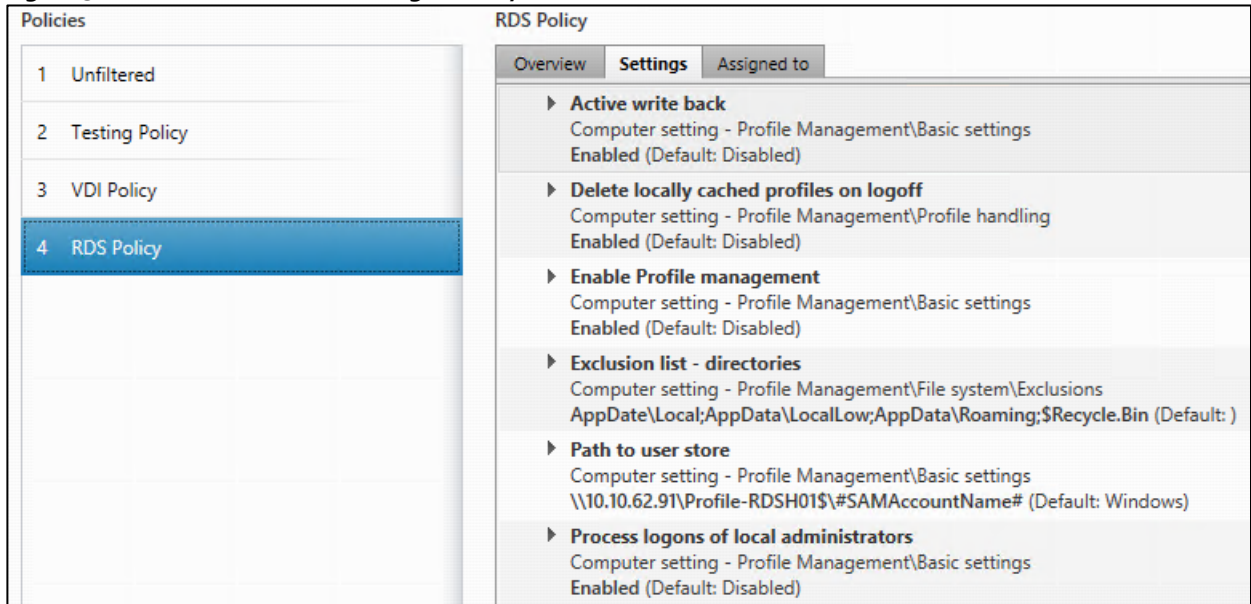 Policies
1 Unfiltered
2 Testing Policy
3 VDI Policy
4 RDS Policy
RDS Policy
Overview Settings Assigned to
Active write back
Computer setting - Profile Management\Basic settings
Enabled (Default: Disabled)
Delete locally cached profiles on logoff
Computer setting - Profile Management\Profile handling
Enabled (Default: Disabled)
Enable Profile management
Computer setting - Profile Management\Basic settings
Enabled (Default: Disabled)
Exclusion list - directories
Computer setting - Profile Management\File system\Exclusions
AppDate\Local;AppData\LocalLow;AppData\Roaming;$Recycle.Bin (Default: )
Path to user store
Computer setting - Profile Management\Basic settings
\\10.10.62.91\Profile-RDSH01$\#SAMAccountName# (Default: Windows)
Process logons of local administrators
Computer setting - Profile Management\Basic settings
Enabled (Default: Disabled)